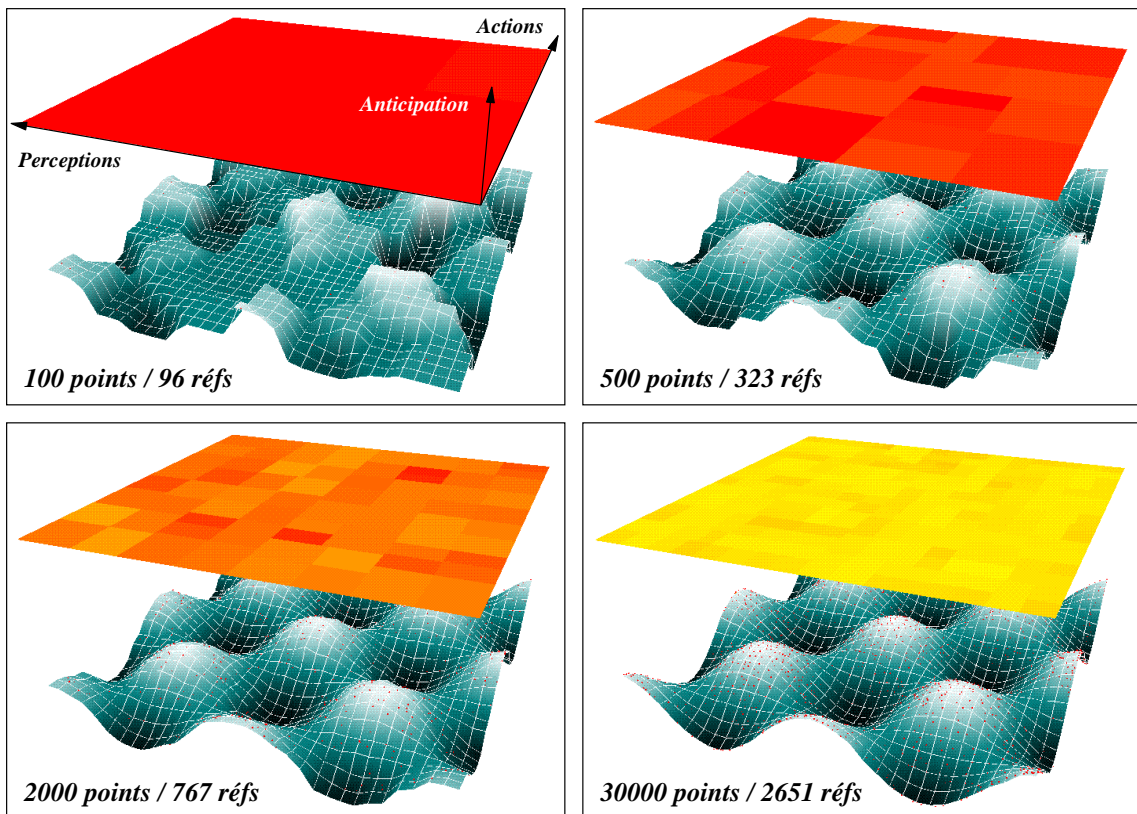 Actions
Anticipation
Perceptions
100 points / 96 réfs
500 points / 323 réfs
2000 points / 767 réfs
30000 points / 2651 réfs